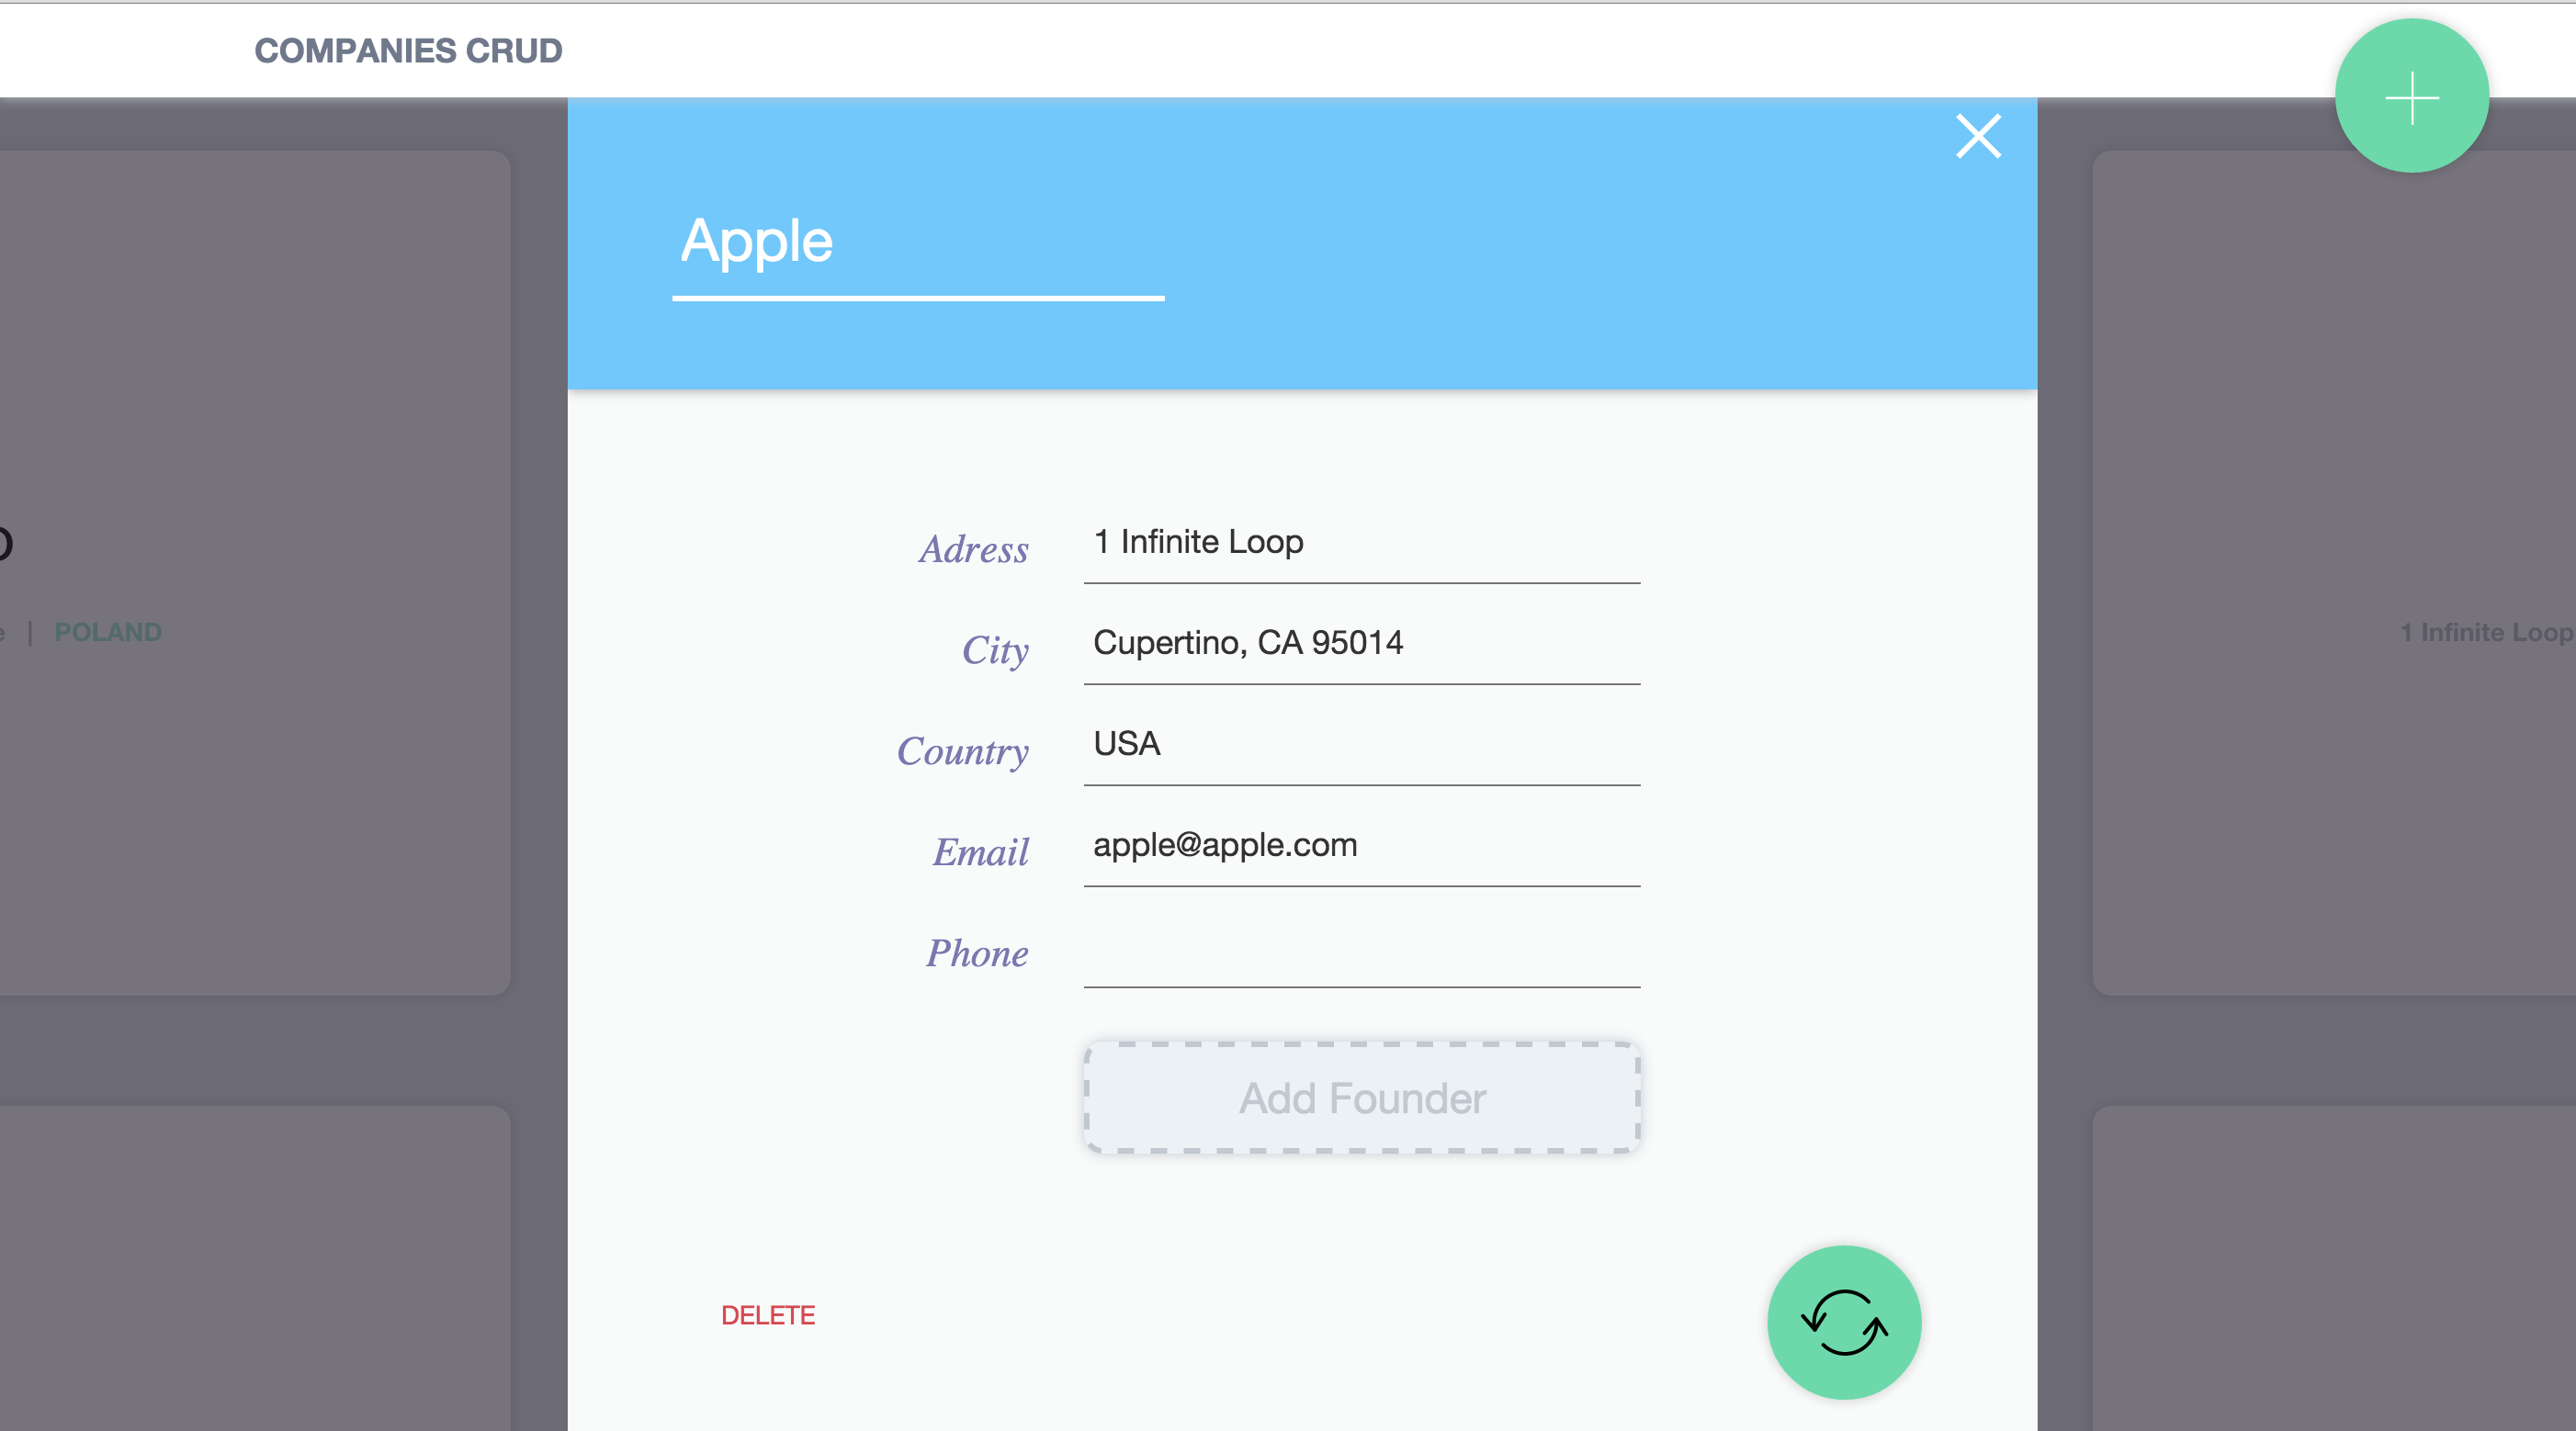 COMPANIES CRUD
Apple
Adress 1 Infinite Loop
POLAND
1 Infinite Loop
City Cupertino, CA 95014
Country USA
Email apple@apple.com
Phone
Add Founder
DELETE